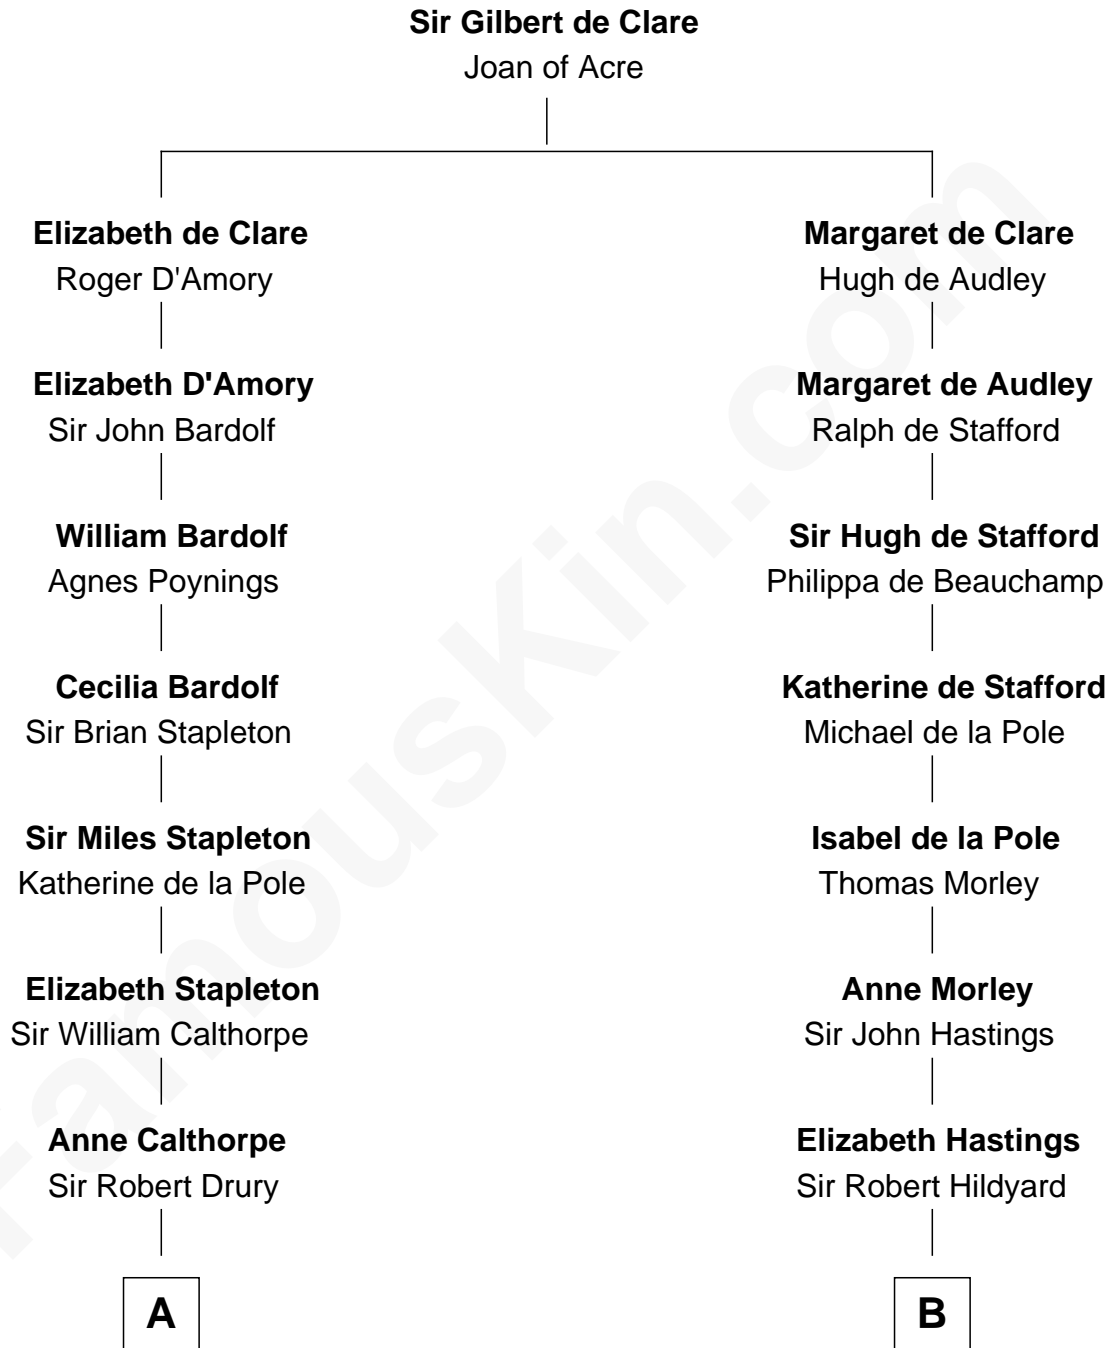 Sir Gilbert de Clare
Joan of Acre
Elizabeth de Clare
Roger D'Amory
Margaret de Clare
Hugh de Audley
Elizabeth D'Amory
Sir John Bardolf
Margaret de Audley
Ralph de Stafford
William Bardolf
Agnes Poynings
Sir Hugh de Stafford
Philippa de Beauchamp
Cecilia Bardolf
Sir Brian Stapleton
Katherine de Stafford
Michael de la Pole
Sir Miles Stapleton
Katherine de la Pole
Isabel de la Pole
Thomas Morley
Elizabeth Stapleton
Sir William Calthorpe
Anne Morley
Sir John Hastings
Anne Calthorpe
Sir Robert Drury
Elizabeth Hastings
Sir Robert Hildyard
A
B
FamousKin.com